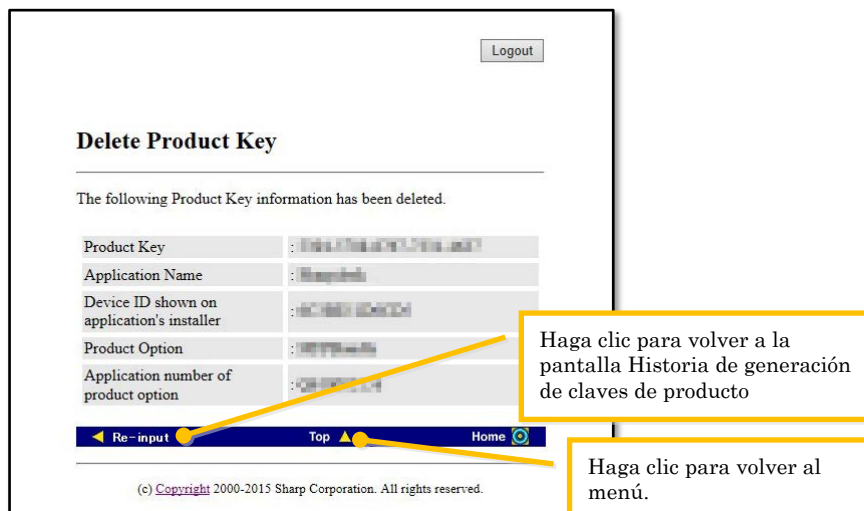 Logout
Delete Product Key
The following Product Key information has been deleted.
Product Key :
Application Name :
Device ID shown on
application's installer :
Product Option :
Application number of
product option :
Haga clic para volver a la
pantalla Historia de generación
de claves de producto
Re-input Top Home
Haga clic para volver al
menú.
(c) Copyright 2000-2015 Sharp Corporation. All rights reserved.